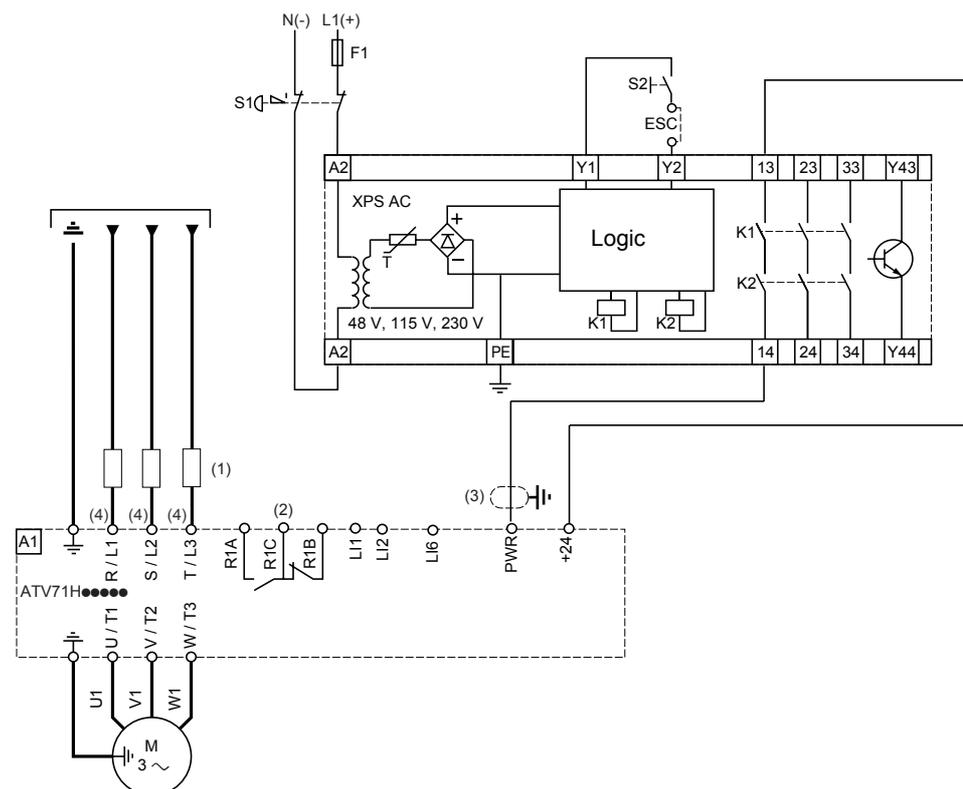 N(-) L1(+)
F1
S1
S2
ESC
A2 Y1 Y2 13 23 33 Y43
XPS AC
+
T
−
Logic
K1
K2
48 V, 115 V, 230 V
K1 K2
A2 PE 14 24 34 Y44
(1)
(4) (4) (4) (2) (3)
A1
R / L1
S / L2
T / L3
R1A
R1C
R1B
LI1
LI2
LI6
PWR
+24
ATV71H●●●●●
U / T1
V / T2
W / T3
U1
V1
W1
M
3 ~